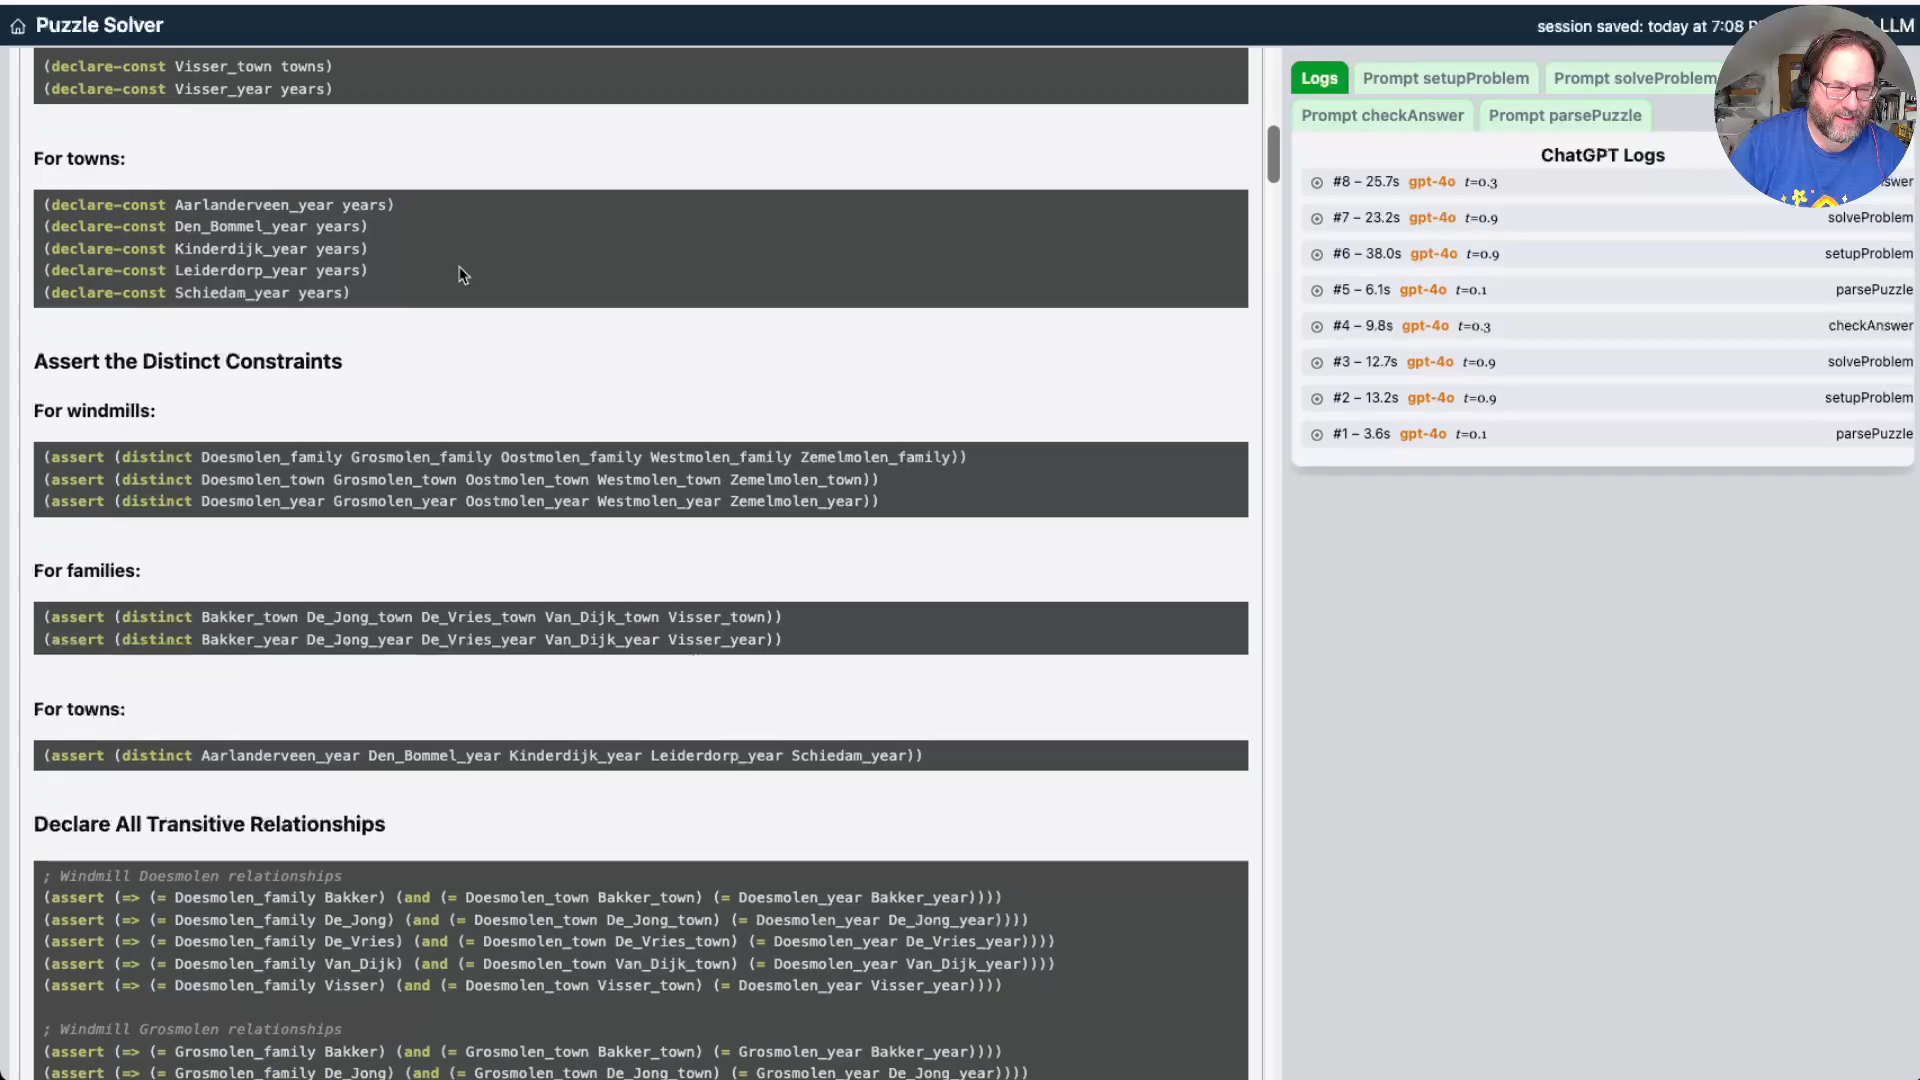 Puzzle Solver
session saved: today at 7:08
LLM
(declare-const Visser_town towns)
(declare-const Visser_year years)
For towns:
(declare-const Aarlanderveen_year years)
(declare-const Den_Bommel_year years)
(declare-const Kinderdijk_year years)
(declare-const Leiderdorp_year years)
(declare-const Schiedam_year years)
Assert the Distinct Constraints
For windmills:
(assert (distinct Doesmolen_family Grosmolen_family Oostmolen_family Westmolen_family Zemelmolen_family))
(assert (distinct Doesmolen_town Grosmolen_town Oostmolen_town Westmolen_town Zemelmolen_town))
(assert (distinct Doesmolen_year Grosmolen_year Oostmolen_year Westmolen_year Zemelmolen_year))
For families:
(assert (distinct Bakker_town De_Jong_town De_Vries_town Van_Dijk_town Visser_town))
(assert (distinct Bakker_year De_Jong_year De_Vries_year Van_Dijk_year Visser_year))
For towns:
(assert (distinct Aarlanderveen_year Den_Bommel_year Kinderdijk_year Leiderdorp_year Schiedam_year))
Declare All Transitive Relationships
; Windmill Doesmolen relationships
(assert (=> (= Doesmolen_family Bakker) (and (= Doesmolen_town Bakker_town) (= Doesmolen_year Bakker_year))))
(assert (=> (= Doesmolen_family De_Jong) (and (= Doesmolen_town De_Jong_town) (= Doesmolen_year De_Jong_year))))
(assert (=> (= Doesmolen_family De_Vries) (and (= Doesmolen_town De_Vries_town) (= Doesmolen_year De_Vries_year))))
(assert (=> (= Doesmolen_family Van_Dijk) (and (= Doesmolen_town Van_Dijk_town) (= Doesmolen_year Van_Dijk_year))))
(assert (=> (= Doesmolen_family Visser) (and (= Doesmolen_town Visser_town) (= Doesmolen_year Visser_year))))
; Windmill Grosmolen relationships
(assert (=> (= Grosmolen_family Bakker) (and (= Grosmolen_town Bakker_town) (= Grosmolen_year Bakker_year))))
(assert (=> (= Grosmolen_family De_Jong) (and (= Grosmolen_town De_Jong_town) (= Grosmolen_year De_Jong_year))))
Logs
Prompt setupProblem
Prompt solveProblem
Prompt checkAnswer
Prompt parsePuzzle
ChatGPT Logs
#8 – 25.7s gpt-4o t=0.3
#7 – 23.2s gpt-4o t=0.9 solveProblem
#6 – 38.0s gpt-4o t=0.9 setupProblem
#5 – 6.1s gpt-4o t=0.1 parsePuzzle
#4 – 9.8s gpt-4o t=0.3 checkAnswer
#3 – 12.7s gpt-4o t=0.9 solveProblem
#2 – 13.2s gpt-4o t=0.9 setupProblem
#1 – 3.6s gpt-4o t=0.1 parsePuzzle